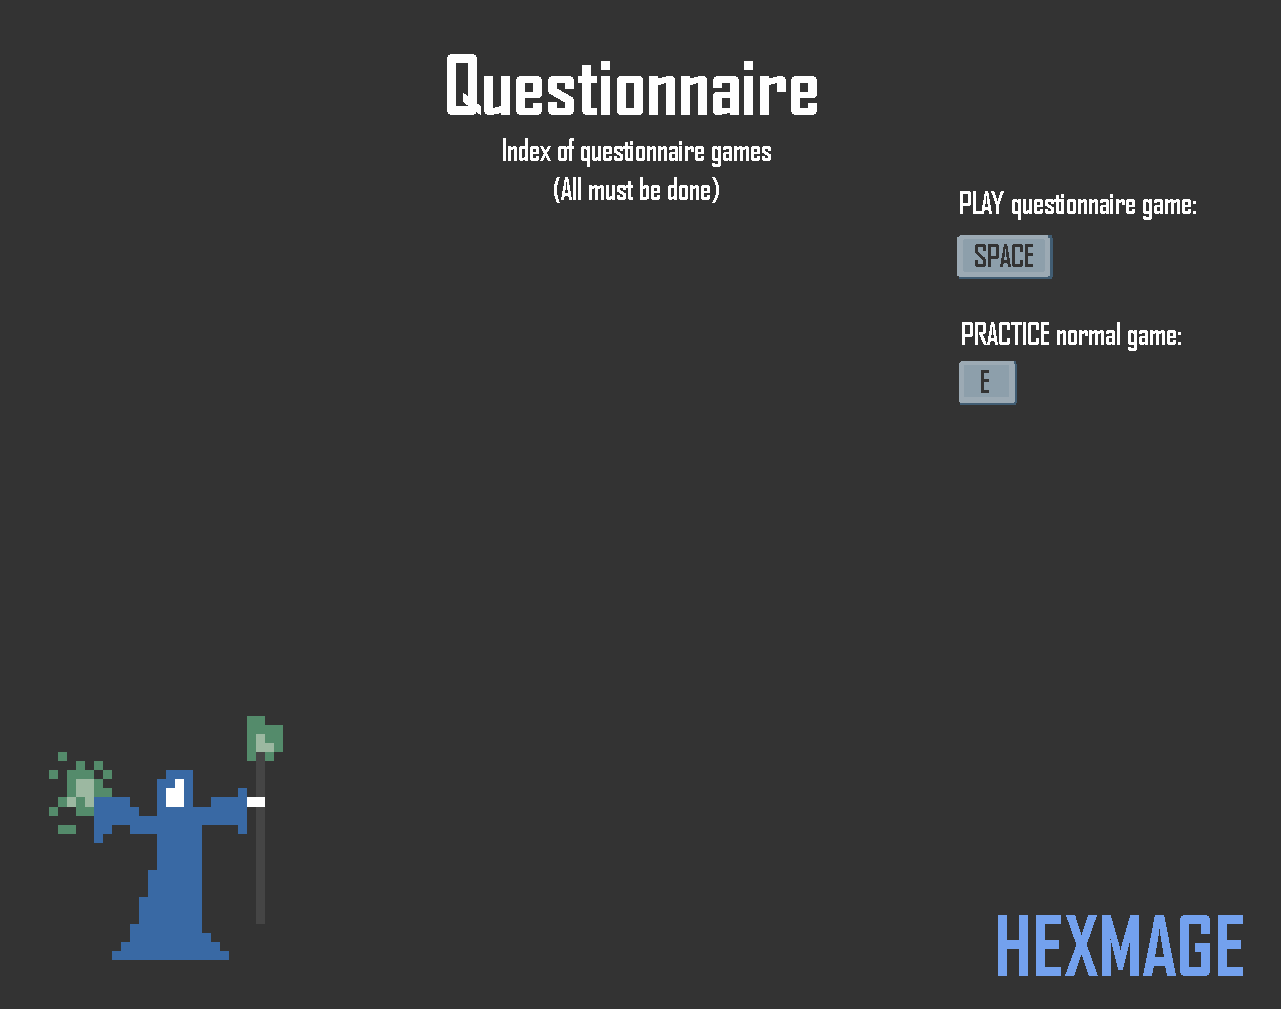 Questionnaire
Index of questionnaire games
(All must be done)
PLAY questionnaire game:
SPACE
PRACTICE normal game:
E
HEXMAGE